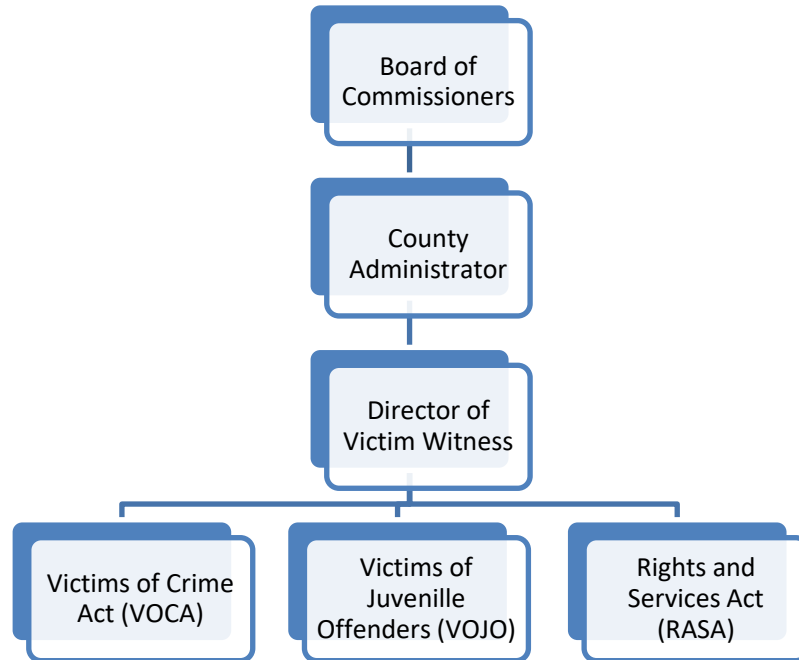 Board of
Commissioners
County
Administrator
Director of
Victim Witness
Victims of Crime
Act (VOCA)
Victims of
Juvenille
Offenders (VOJO)
Rights and
Services Act
(RASA)